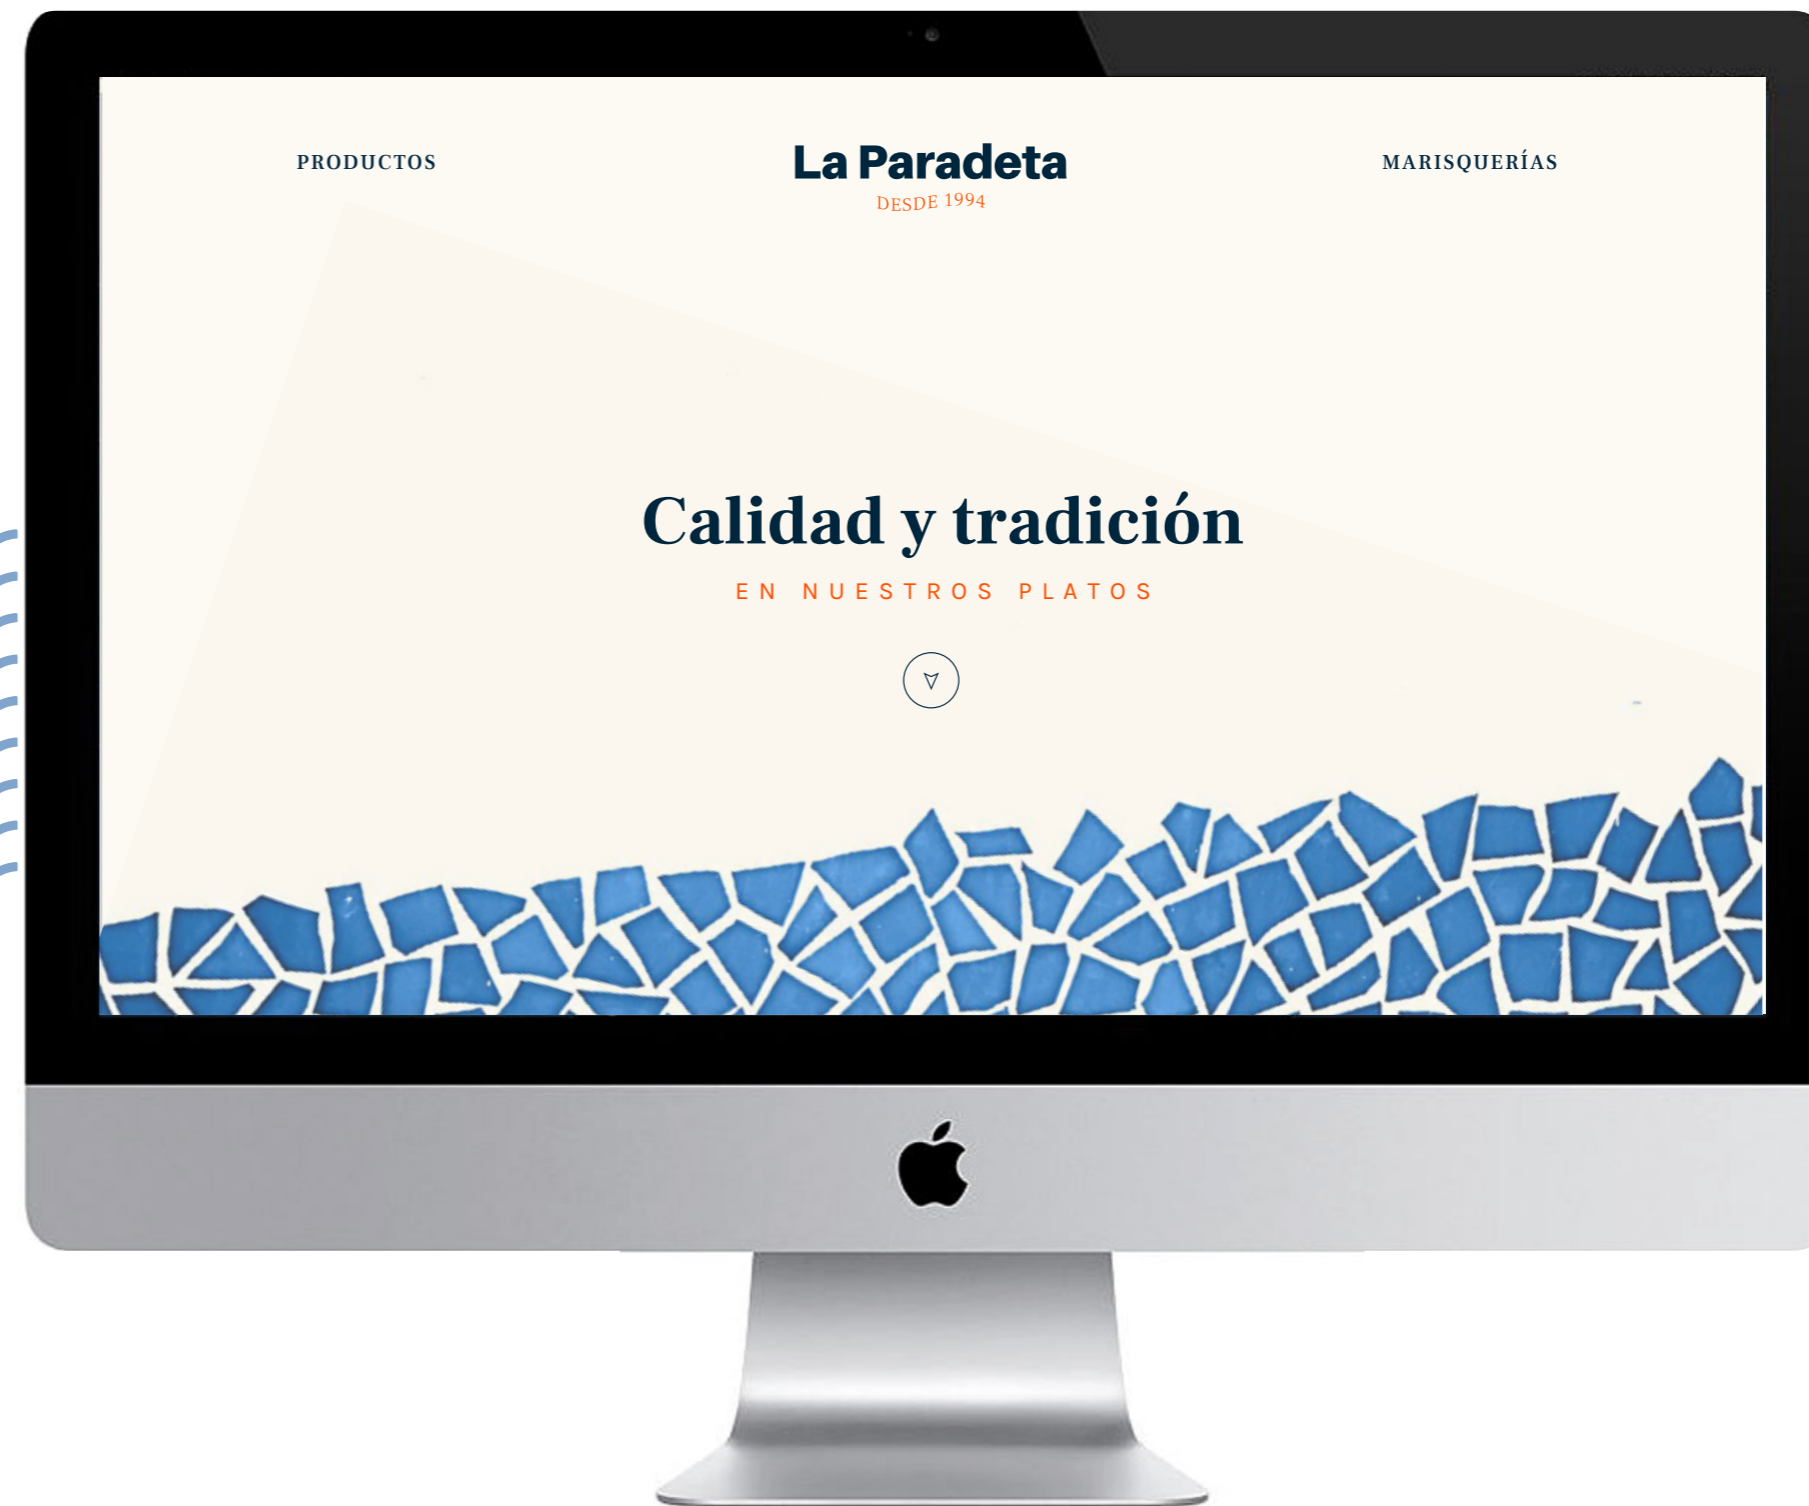 PRODUCTOS
La Paradeta
DESDE 1994
MARISQUERÍAS
Calidad y tradición
EN NUESTROS PLATOS